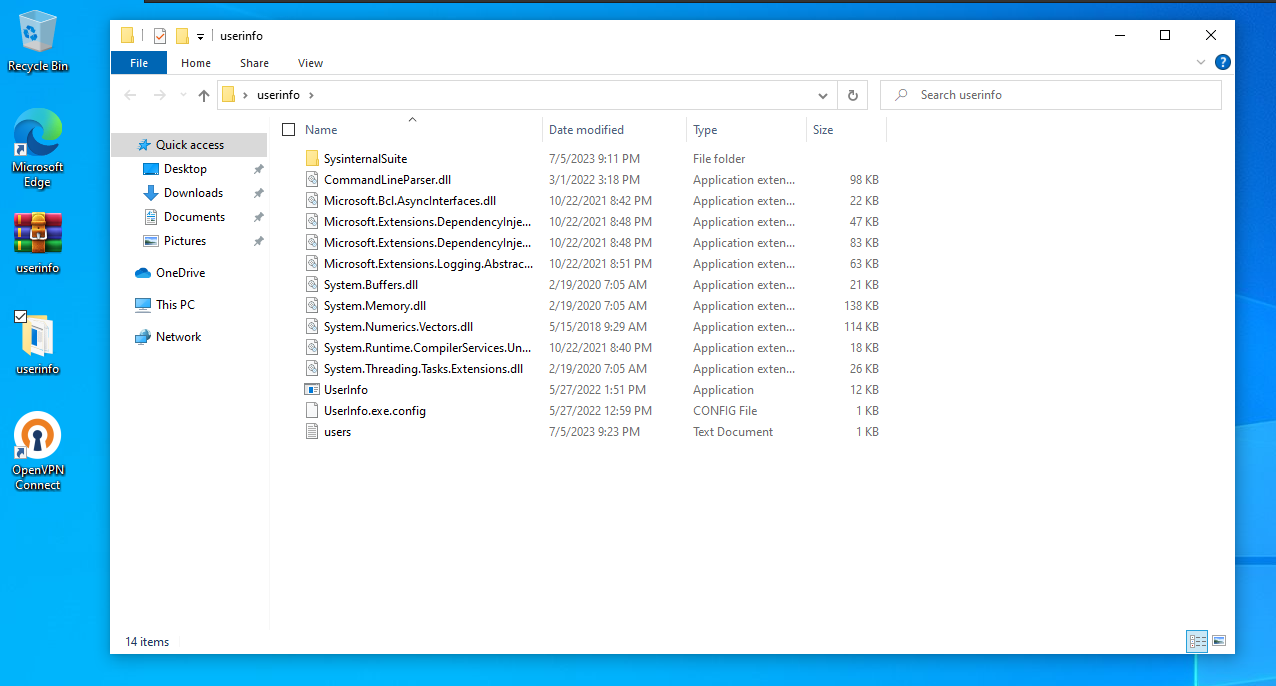 userinfo
File Home Share View
userinfo
Search userinfo
Recycle Bin
Microsoft
Edge
userinfo
userinfo
OpenVPN
Connect
Quick access
Desktop
Downloads
Documents
Pictures
OneDrive
This PC
Network
Name Date modified Type Size
SysinternalSuite 7/5/2023 9:11 PM File folder
CommandLineParser.dll 3/1/2022 3:18 PM Application exten... 98 KB
Microsoft.Bcl.AsyncInterfaces.dll 10/22/2021 8:42 PM Application exten... 22 KB
Microsoft.Extensions.DependencyInje... 10/22/2021 8:48 PM Application exten... 47 KB
Microsoft.Extensions.DependencyInje... 10/22/2021 8:48 PM Application exten... 83 KB
Microsoft.Extensions.Logging.Abstrac... 10/22/2021 8:51 PM Application exten... 63 KB
System.Buffers.dll 2/19/2020 7:05 AM Application exten... 21 KB
System.Memory.dll 2/19/2020 7:05 AM Application exten... 138 KB
System.Numerics.Vectors.dll 5/15/2018 9:29 AM Application exten... 114 KB
System.Runtime.CompilerServices.Un... 10/22/2021 8:40 PM Application exten... 18 KB
System.Threading.Tasks.Extensions.dll 2/19/2020 7:05 AM Application exten... 26 KB
UserInfo 5/27/2022 1:51 PM Application 12 KB
UserInfo.exe.config 5/27/2022 12:59 PM CONFIG File 1 KB
users 7/5/2023 9:23 PM Text Document 1 KB
14 items